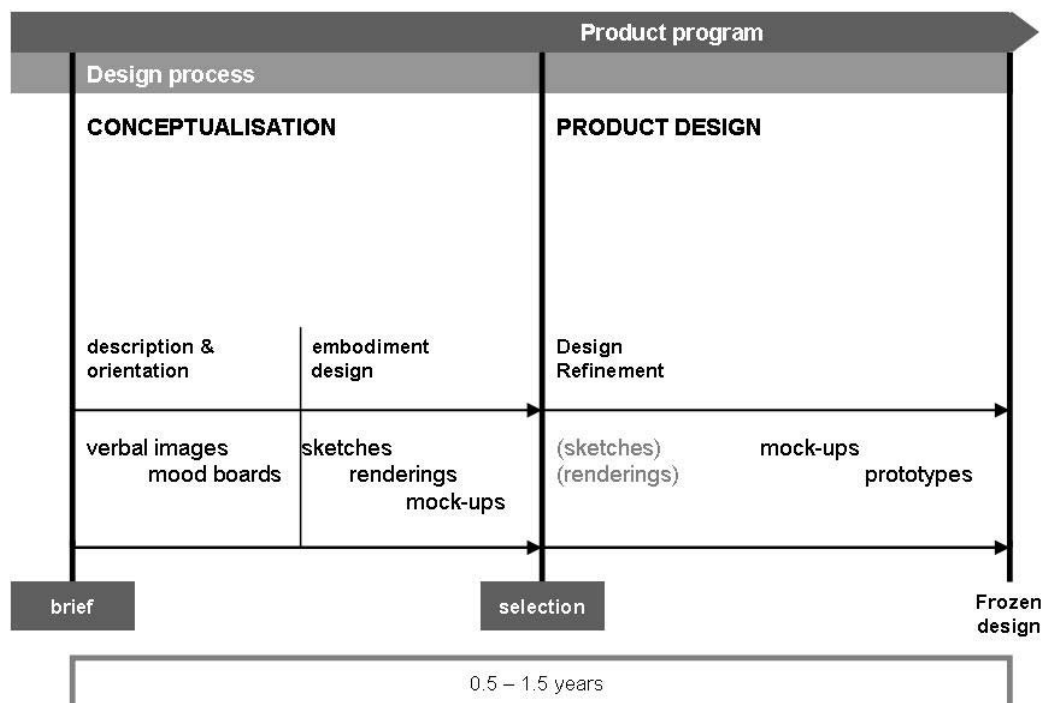 Product program
Design process
CONCEPTUALISATION
PRODUCT DESIGN
description &
orientation
embodiment
design
Design
Refinement
verbal images
mood boards
sketches
renderings
mock-ups
(sketches)
(renderings)
mock-ups
prototypes
brief
selection
Frozen
design
0.5 – 1.5 years